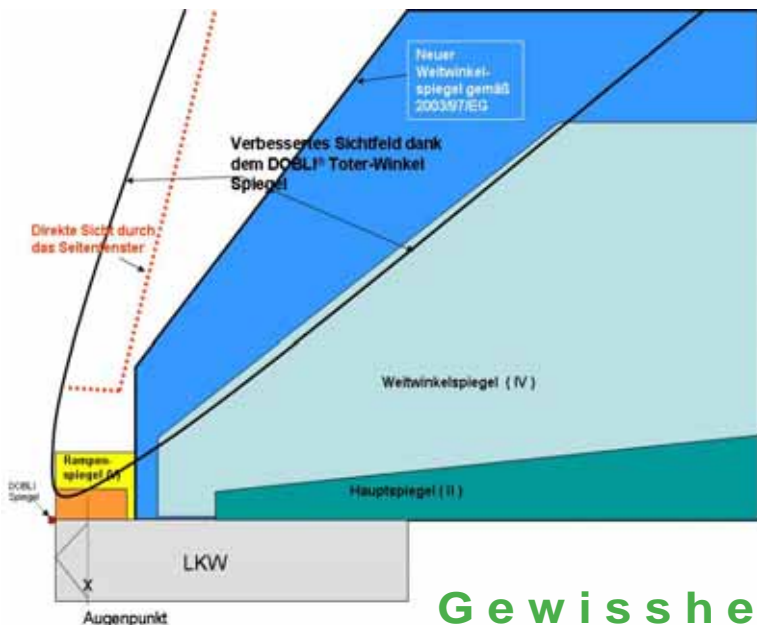 Neuer
Weitwinkel-
spiegel gemäß
2003/97/EG
Verbessertes Sichtfeld dank
dem DOBLI® Toter-Winkel
Spiegel
Direkte Sicht durch
das Seitenfenster
Weitwinkelspiegel ( IV )
Rampen-
spiegel (V)
DOBLI
Spiegel
Hauptspiegel ( II )
LKW
X
Augenpunkt
Gewisshe